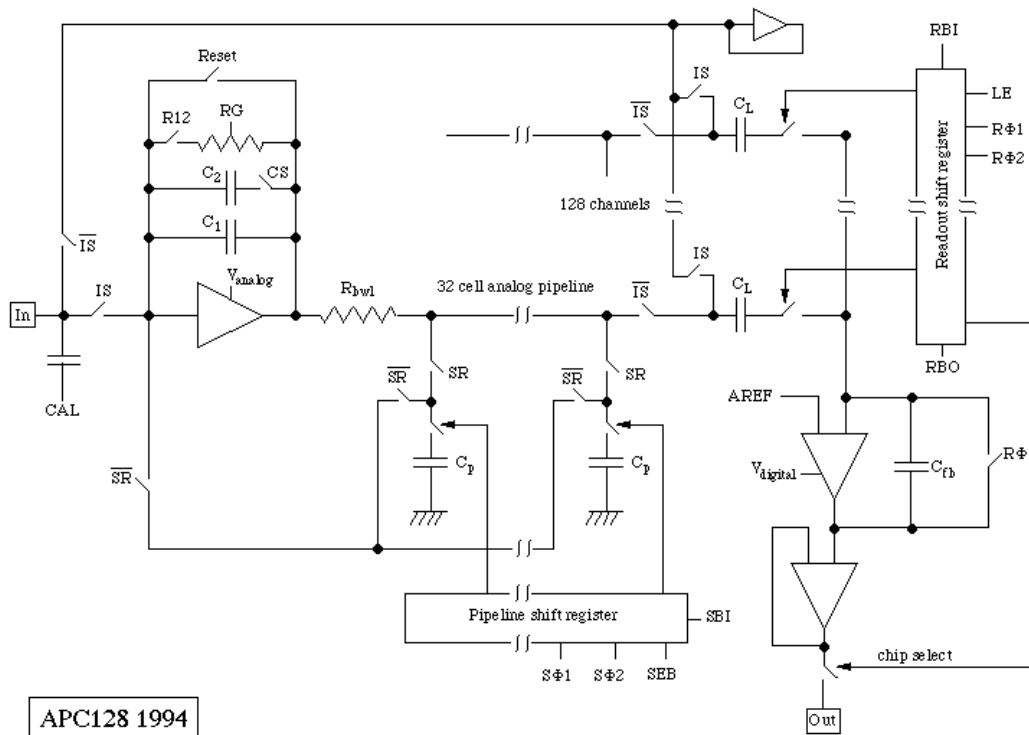 RBI
Reset
IS
LE
R12
RG
IS
CL
RΦ1
RΦ2
C2
CS
128 channels
Readout shift register
IS
C1
IS
IS
Vanalog
Rbwl
32 cell analog pipeline
IS
CL
In
CAL
SR
SR
SR
SR
RBO
AREF
SR
Cp
Cp
Vdigital
Cfb
RΦ
Pipeline shift register
SBI
SΦ1
SΦ2
SEB
chip select
Out
APC128 1994